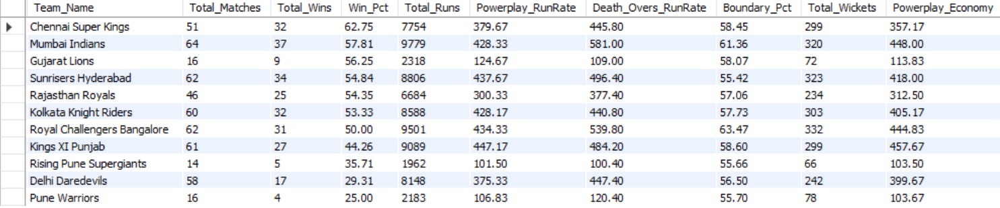 Team_Name Total_Matches Total_Wins Win_Pct Total_Runs Powerplay_RunRate Death_Overs_RunRate Boundary_Pct Total_Wickets Powerplay_Economy
Chennai Super Kings 51 32 62.75 7754 379.67 445.80 58.45 299 357.17
Mumbai Indians 64 37 57.81 9779 428.33 581.00 61.36 320 448.00
Gujarat Lions 16 9 56.25 2318 124.67 109.00 58.07 72 113.83
Sunrisers Hyderabad 62 34 54.84 8806 437.67 496.40 55.42 323 418.00
Rajasthan Royals 46 25 54.35 6684 300.33 377.40 57.06 234 312.50
Kolkata Knight Riders 60 32 53.33 8588 428.17 440.80 57.73 303 405.17
Royal Challengers Bangalore 62 31 50.00 9501 434.33 539.80 63.47 332 444.83
Kings XI Punjab 61 27 44.26 9089 447.17 484.20 58.60 299 457.67
Rising Pune Supergiants 14 5 35.71 1962 101.50 100.40 55.66 66 103.50
Delhi Daredevils 58 17 29.31 8148 375.33 447.40 56.50 242 399.67
Pune Warriors 16 4 25.00 2183 106.83 120.40 55.70 78 103.67